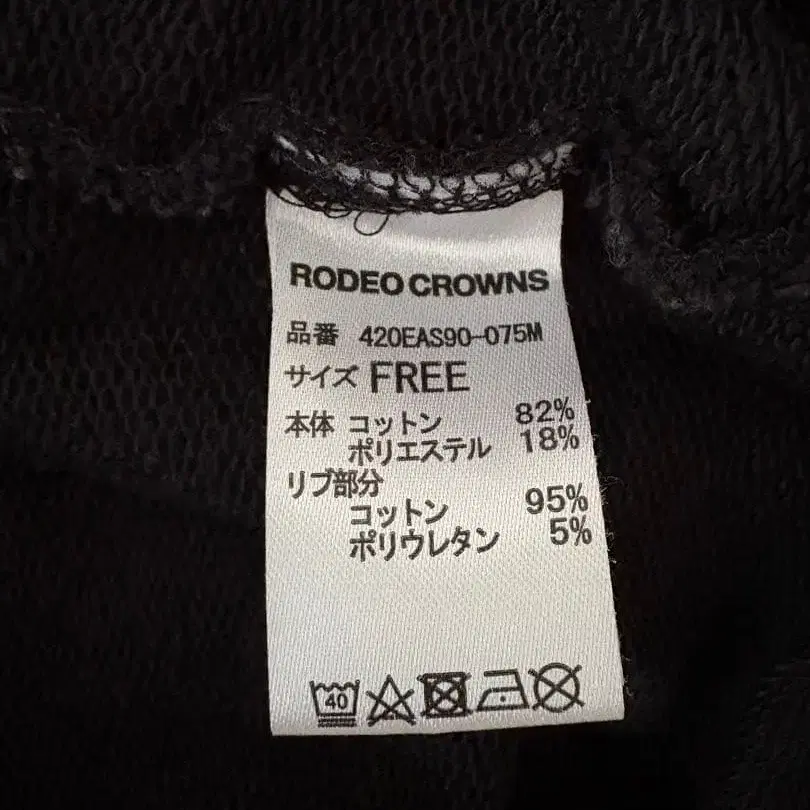 RODEO CROWNS
品番 420EAS90-075M
サイズ FREE
本体 コットン 82%
ポリエステル 18%
リブ部分
コットン 95%
ポリウレタン 5%
40